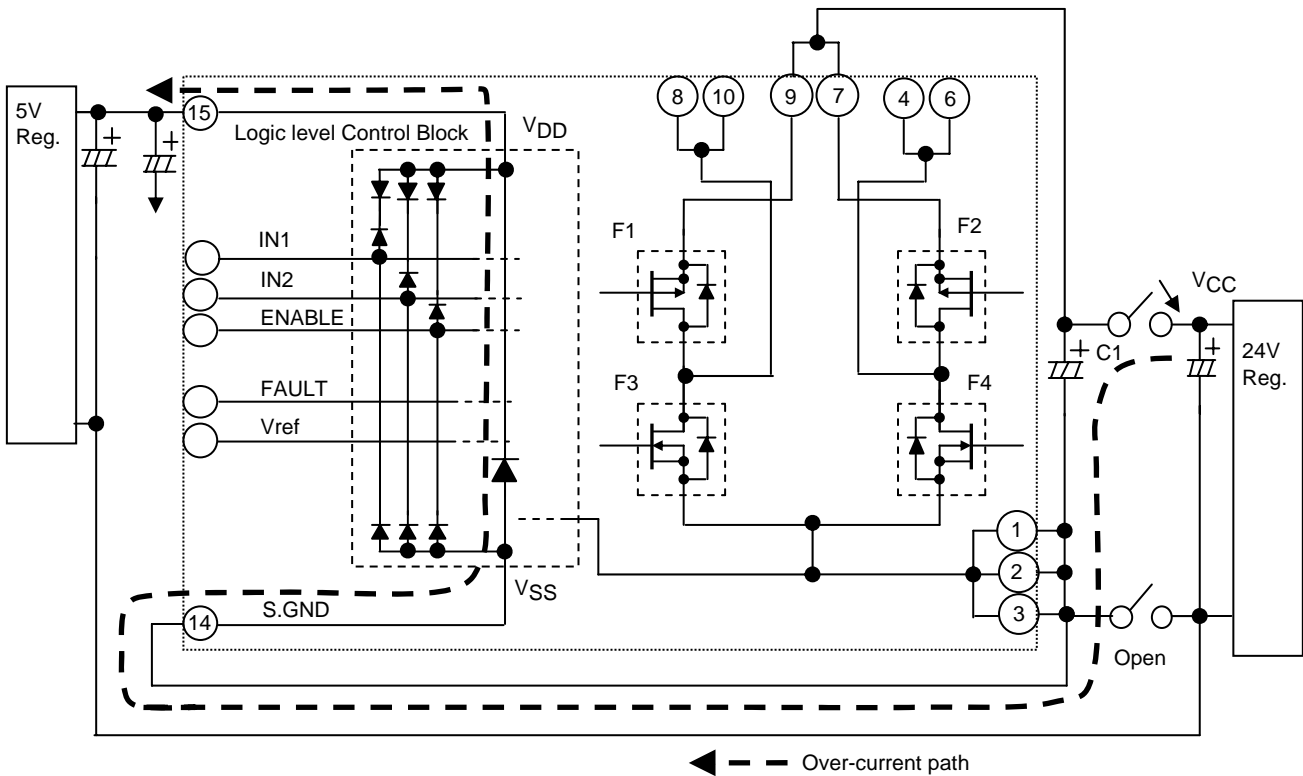 8
10
9
7
4
6
5V
Reg.
+
+
15
Logic level Control Block
VDD
F1
F2
IN1
IN2
ENABLE
VCC
+
C1
+
24V
Reg.
F3
F4
FAULT
Vref
1
2
3
VSS
S.GND
14
Open
Over-current path